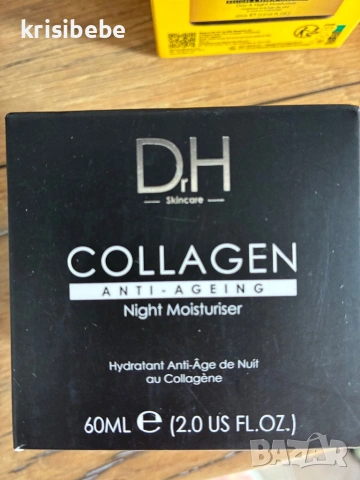 krisibebe
DrH
Skincare
COLLAGEN
ANTI-AGEING
Night Moisturiser
Hydratant Anti-Âge de Nuit
au Collagène
60ML e (2.0 US FL.OZ.)
BAZAR
bg